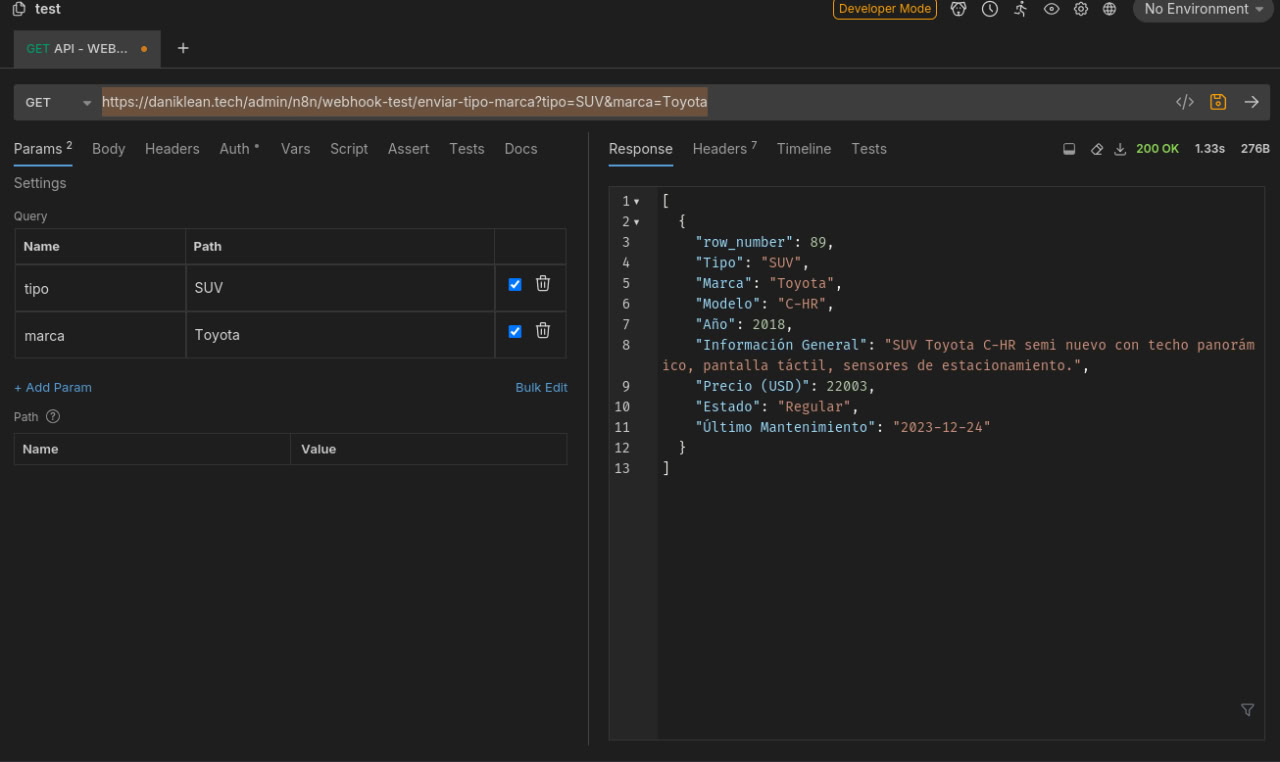 test
Developer Mode
No Environment
GET API - WEB...
+
GET
https://daniklean.tech/admin/n8n/webhook-test/enviar-tipo-marca?tipo=SUV&marca=Toyota
</>
Params 2 Body Headers Auth * Vars Script Assert Tests Docs
Settings
Query
Name Path
tipo SUV
marca Toyota
+ Add Param Bulk Edit
Path ?
Name Value
Response Headers 7 Timeline Tests 200 OK 1.33s 276B
1 [
2 {
3 "row_number": 89,
4 "Tipo": "SUV",
5 "Marca": "Toyota",
6 "Modelo": "C-HR",
7 "Año": 2018,
8 "Información General": "SUV Toyota C-HR semi nuevo con techo panorám
ico, pantalla táctil, sensores de estacionamiento.",
9 "Precio (USD)": 22003,
10 "Estado": "Regular",
11 "Último Mantenimiento": "2023-12-24"
12 }
13 ]